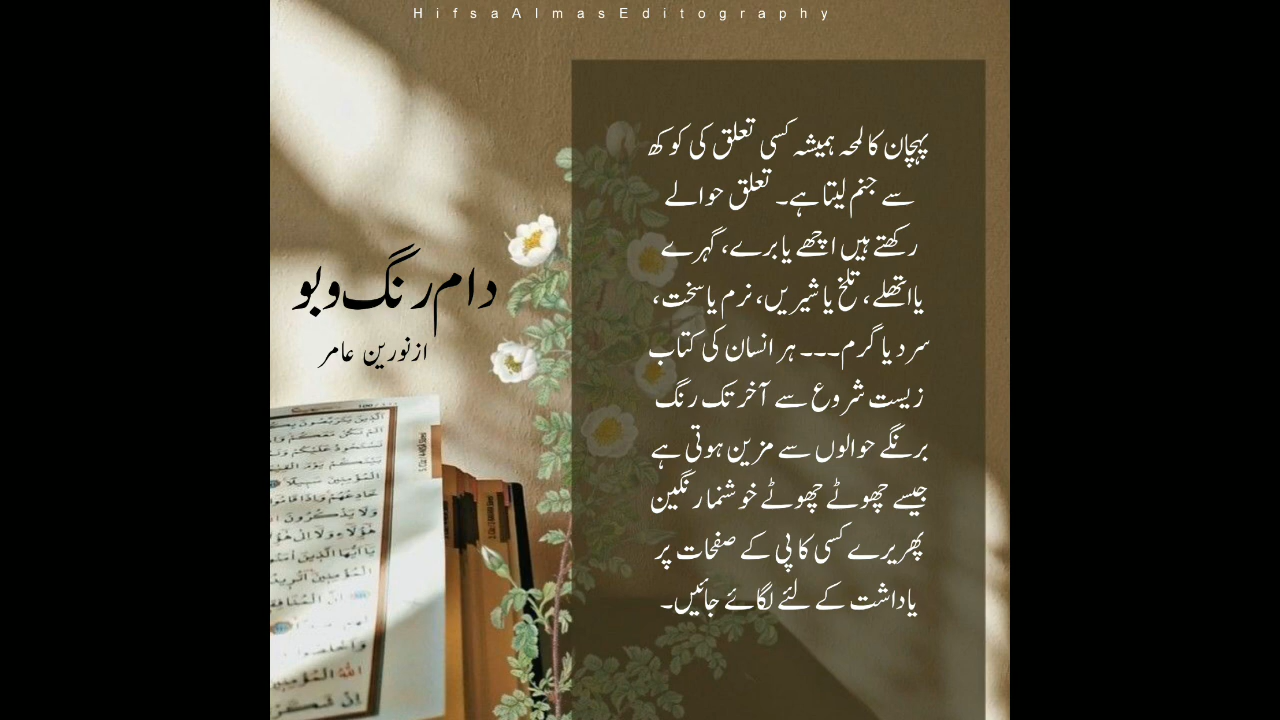 HifsaAlmasEditography
پہچان کا لمحہ ہمیشہ کسی تعلق کی کوکھ
سے جنم لیتا ہے۔ تعلق حوالے
رکھتے ہیں اچھے یا برے، گہرے
یا اتھلے، تلخ یا شیریں، نرم یا سخت،
سرد یا گرم۔۔۔ ہر انسان کی کتاب
زیست شروع سے آخر تک رنگ
برنگے حوالوں سے مزین ہوتی ہے
جیسے چھوٹے چھوٹے خوشنما رنگین
پھریرے کسی کاپی کے صفحات پر
یاداشت کے لئے لگائے جائیں۔
دام رنگ و بو
از نورین عامر